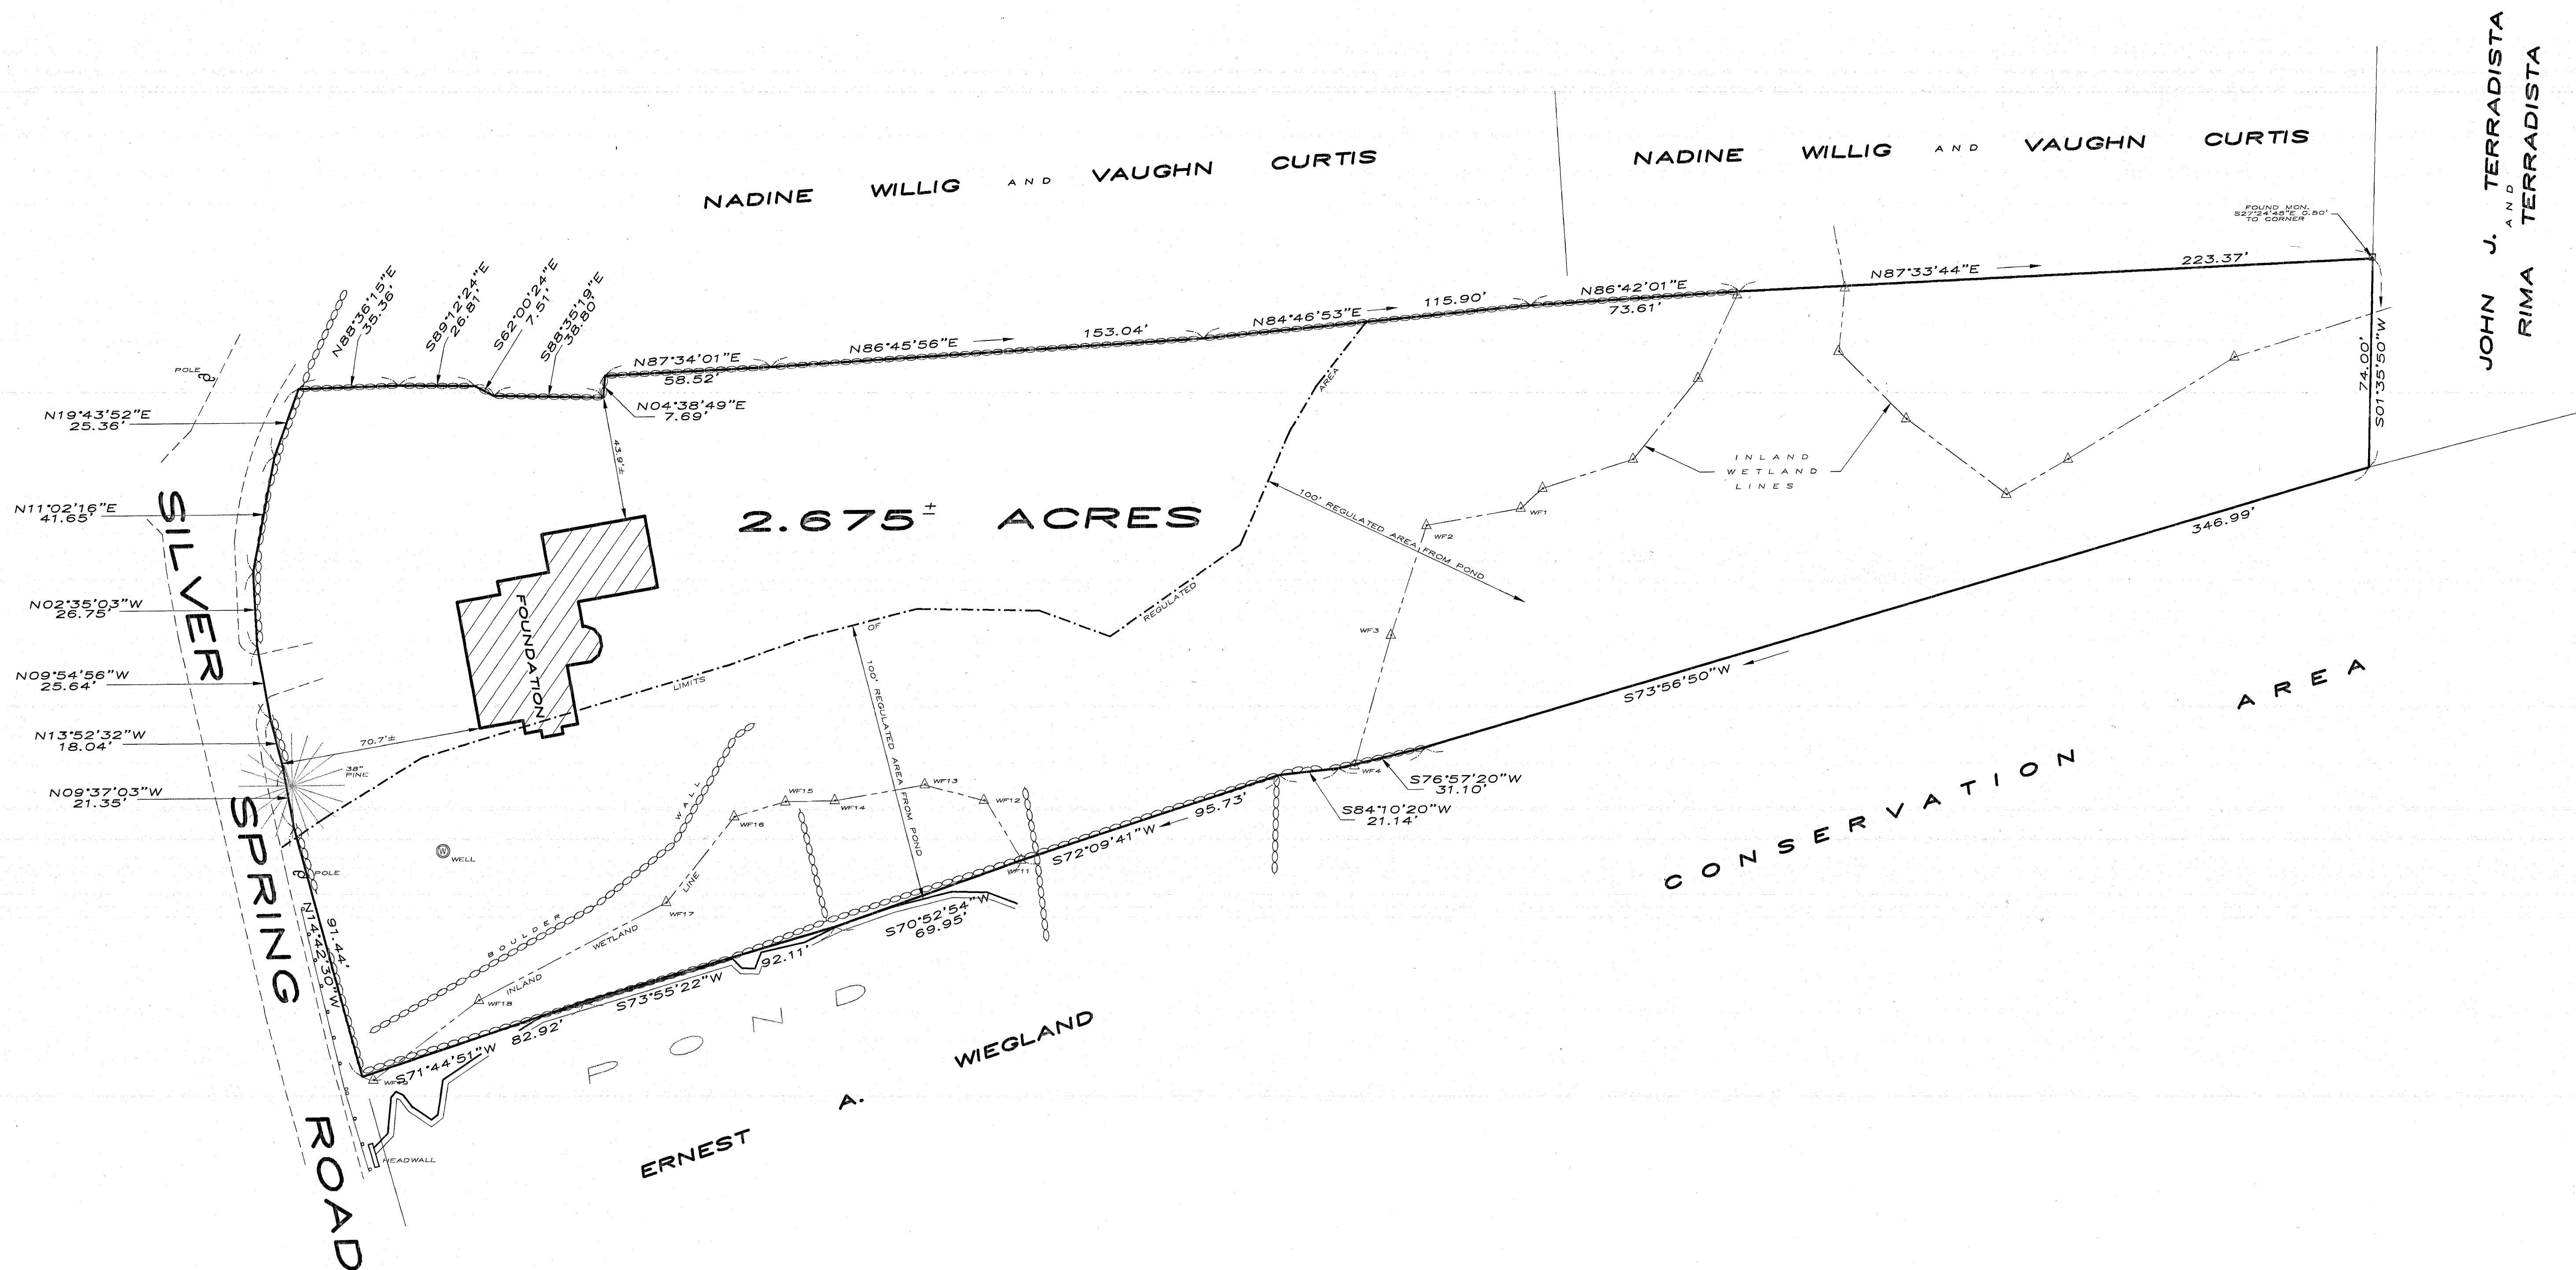 JOHN J. TERRADISTA
AND
RIMA TERRADISTA
NADINE WILLIG AND VAUGHN CURTIS
NADINE WILLIG AND VAUGHN CURTIS
FOUND MON.
S27°24'45"E 0.50'
TO CORNER
N88°36'15"E
35.36'
S89°12'24"E
26.81'
S62°00'24"E
7.51'
S88°35'19"E
38.80'
N87°34'01"E
58.52'
N86°45'56"E
153.04'
N84°46'53"E
115.90'
N86°42'01"E
73.61'
N87°33'44"E
223.37'
S01°35'50"W
74.00'
POLE
N04°38'49"E
7.69'
43.9'±
N19°43'52"E
25.36'
N11°02'16"E
41.65'
N02°35'03"W
26.75'
N09°54'56"W
25.64'
N13°52'32"W
18.04'
N09°37'03"W
21.35'
N14°42'30"W
91.44'
SILVER
SPRING
ROAD
2.675± ACRES
FOUNDATION
70.7'±
38"
PINE
LIMITS
OF
REGULATED
AREA
100' REGULATED AREA FROM POND
100' REGULATED AREA FROM POND
INLAND
WETLAND
LINES
WF1
WF2
WF3
WF4
346.99'
S73°56'50"W
S76°57'20"W
31.10'
S84°10'20"W
21.14'
95.73'
S72°09'41"W
WF11
WF12
WF13
WF14
WF15
WF16
WF17
WF18
BOULDER WALL
INLAND WETLAND LINE
WELL
W
POLE
S70°52'54"W
69.95'
92.11'
S73°55'22"W
82.92'
S71°44'51"W
HEADWALL
POND
ERNEST A. WIEGLAND
CONSERVATION AREA